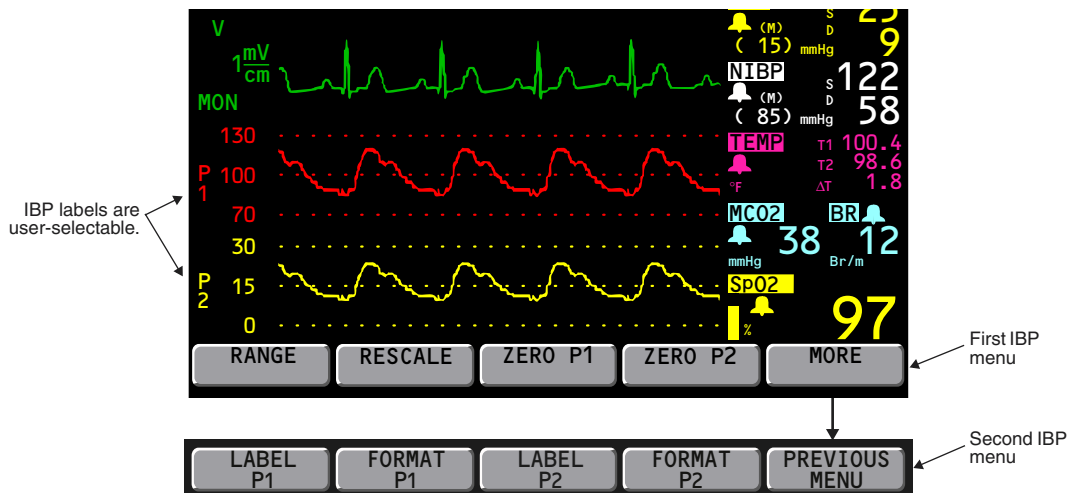 V
1 mV
cm
MON
130
P 100
1
70
30
P 15
2
0
S
D
(M)
( 15) mmHg 9
NIBP
S 122
(M) D
( 85) mmHg 58
TEMP T1 100.4
T2 98.6
°F ΔT 1.8
MCO2 BR
38 12
mmHg Br/m
SpO2
% 97
IBP labels are
user-selectable.
RANGE RESCALE ZERO P1 ZERO P2 MORE
First IBP
menu
LABEL FORMAT LABEL FORMAT PREVIOUS
P1 P1 P2 P2 MENU
Second IBP
menu